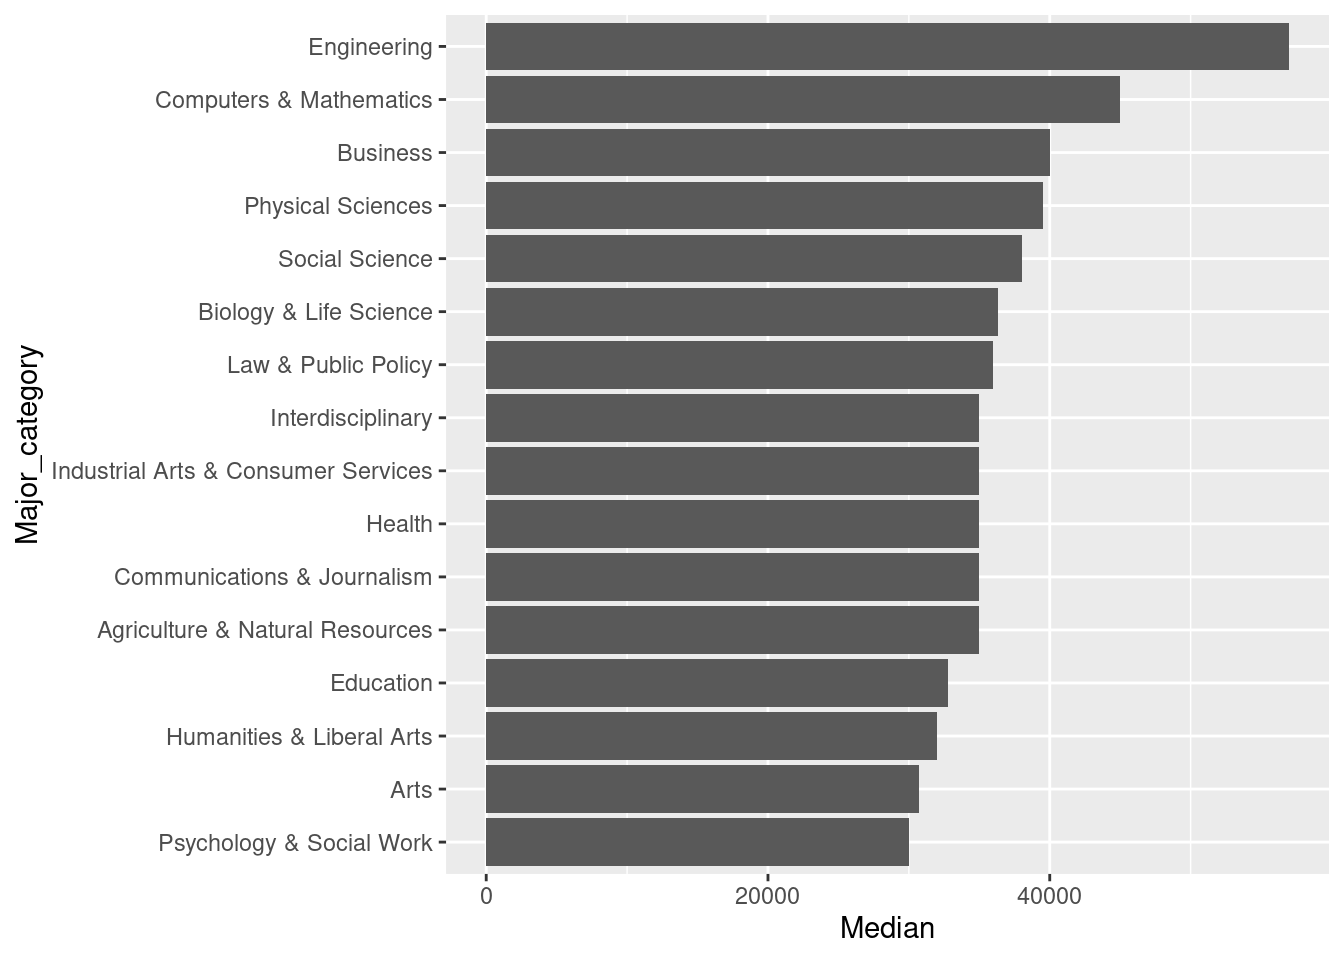 Engineering
Computers & Mathematics
Business
Physical Sciences
Social Science
Biology & Life Science
Law & Public Policy
Interdisciplinary
Industrial Arts & Consumer Services
Health
Communications & Journalism
Agriculture & Natural Resources
Education
Humanities & Liberal Arts
Arts
Psychology & Social Work
Major_category
0 20000 40000
Median